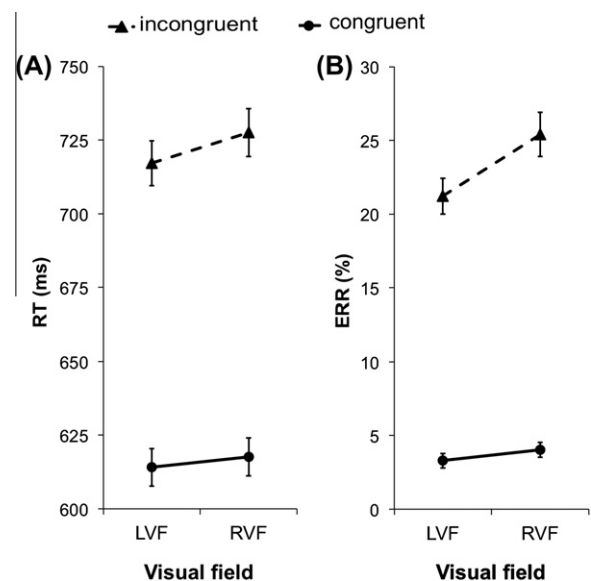 incongruent congruent
(A) (B)
RT (ms)
750
725
700
675
650
625
600
LVF RVF
Visual field
ERR (%)
30
25
20
15
10
5
0
LVF RVF
Visual field